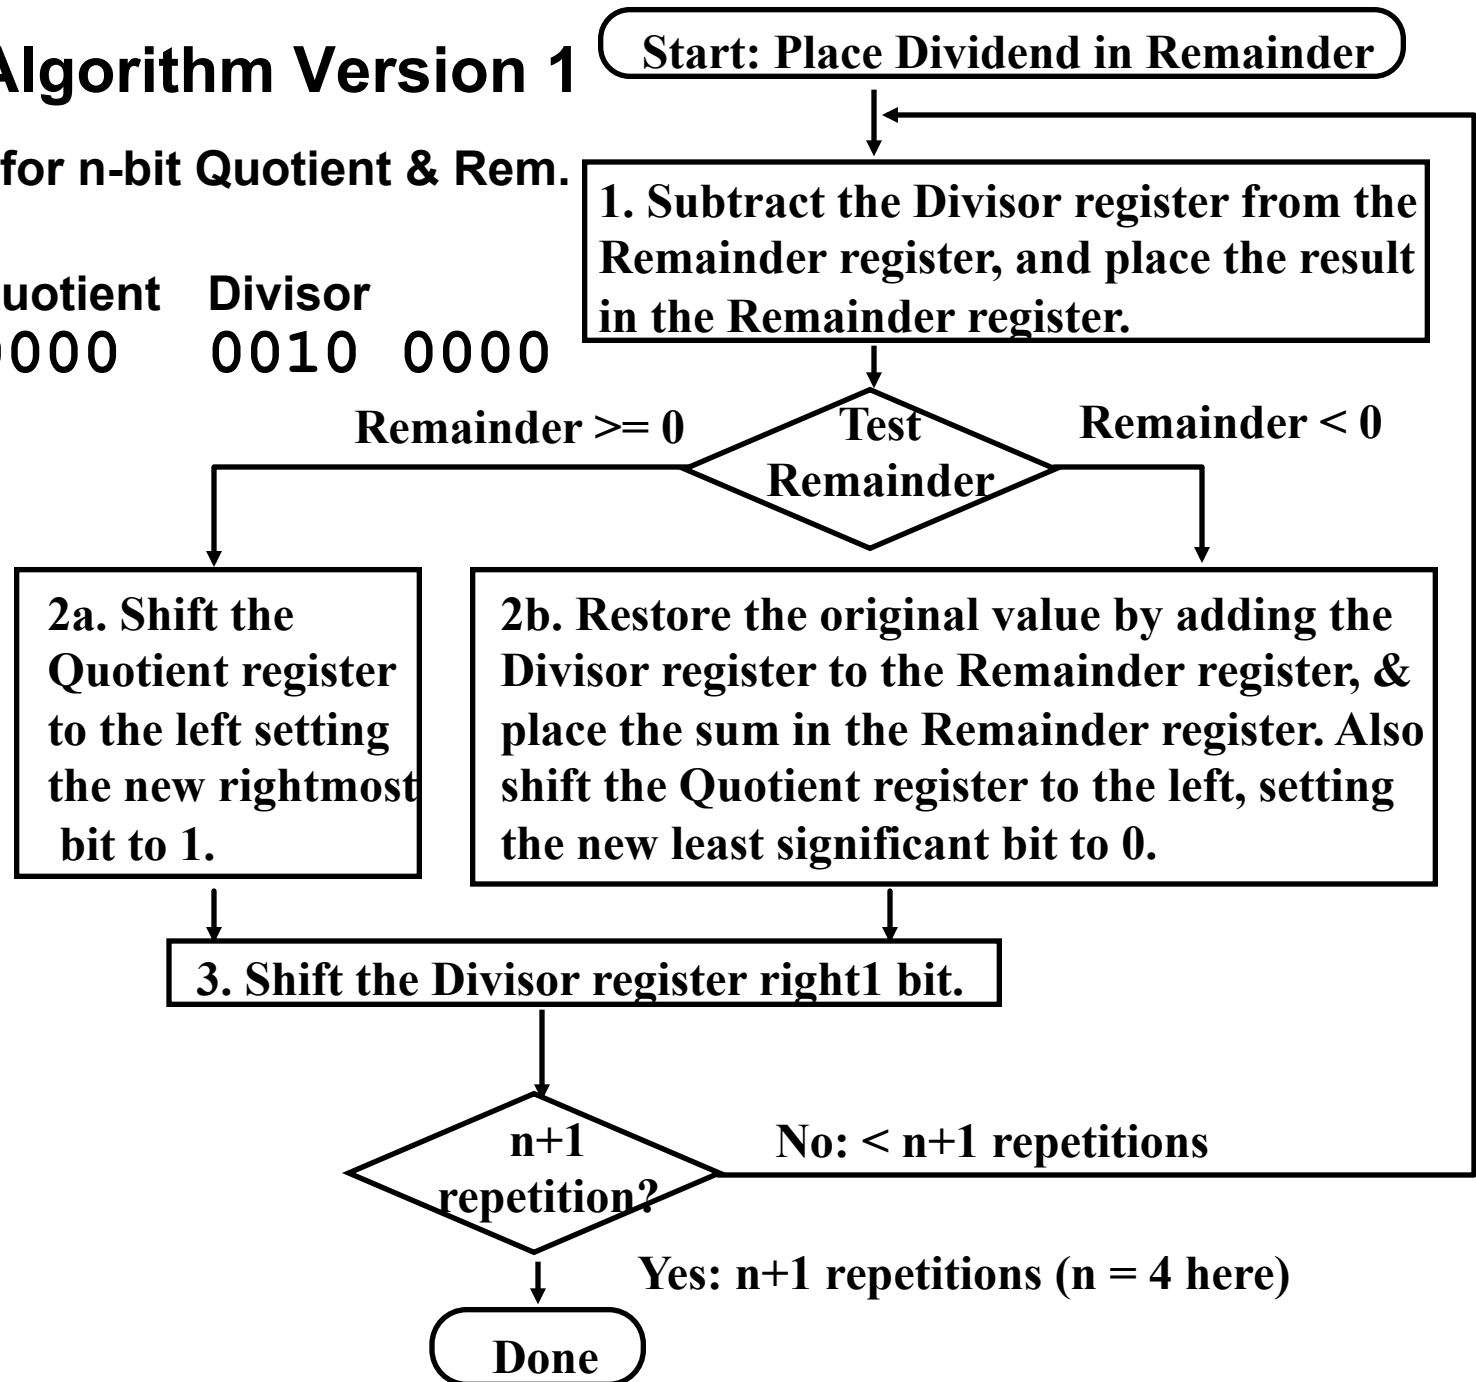 Algorithm Version 1
Start: Place Dividend in Remainder
for n-bit Quotient & Rem.
1. Subtract the Divisor register from the
Remainder register, and place the result
in the Remainder register.
uotient Divisor
0000 0010 0000
Remainder >= 0
Test
Remainder
Remainder < 0
2a. Shift the
Quotient register
to the left setting
the new rightmost
bit to 1.
2b. Restore the original value by adding the
Divisor register to the Remainder register, &
place the sum in the Remainder register. Also
shift the Quotient register to the left, setting
the new least significant bit to 0.
3. Shift the Divisor register right1 bit.
n+1
repetition?
No: < n+1 repetitions
Yes: n+1 repetitions (n = 4 here)
Done